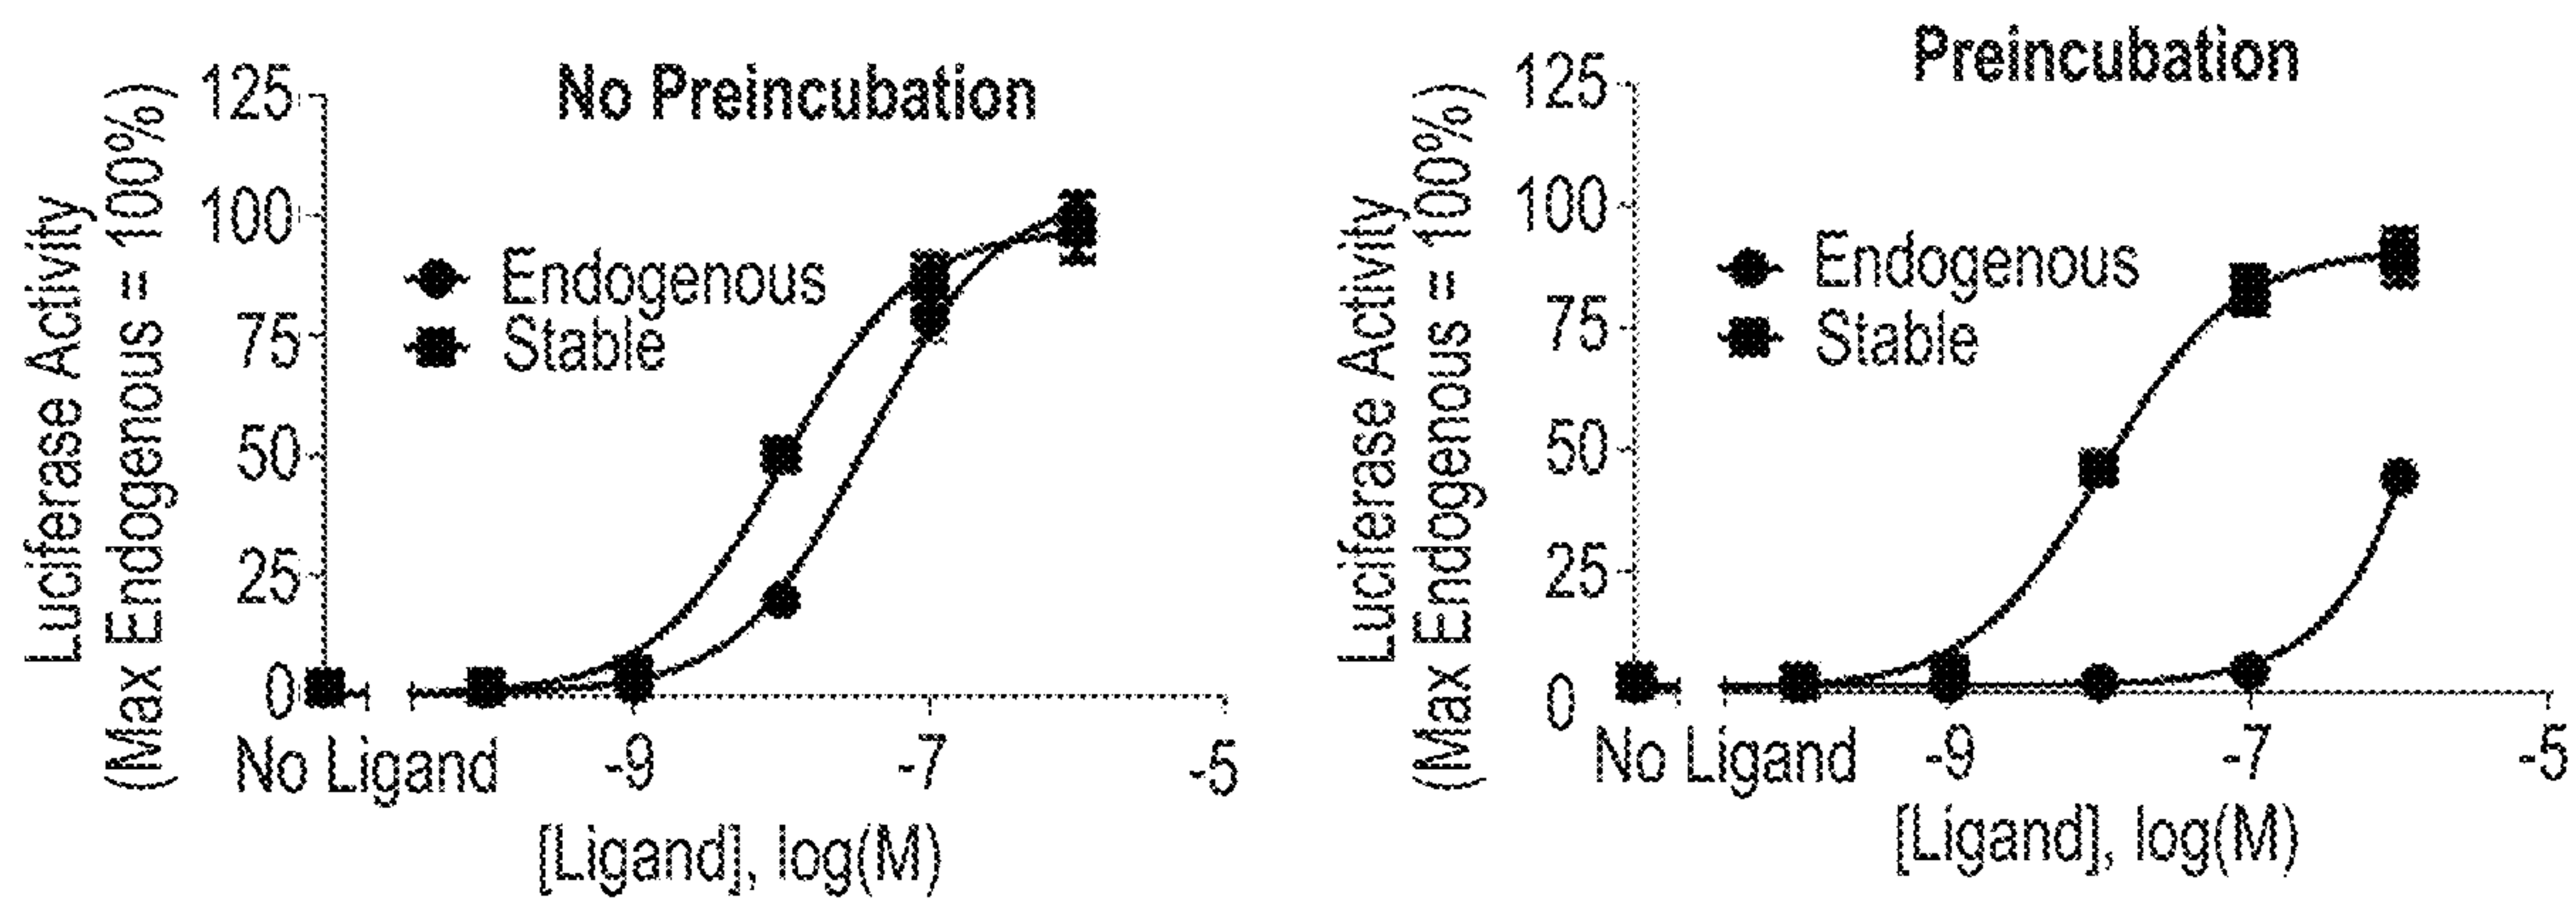 No Preincubation
Luciferase Activity
(Max Endogenous = 100%)
125
100
75
50
25
0
Endogenous
Stable
No Ligand
-9
-7
-5
[Ligand], log(M)
Preincubation
Luciferase Activity
(Max Endogenous = 100%)
125
100
75
50
25
0
Endogenous
Stable
No Ligand
-9
-7
-5
[Ligand], log(M)